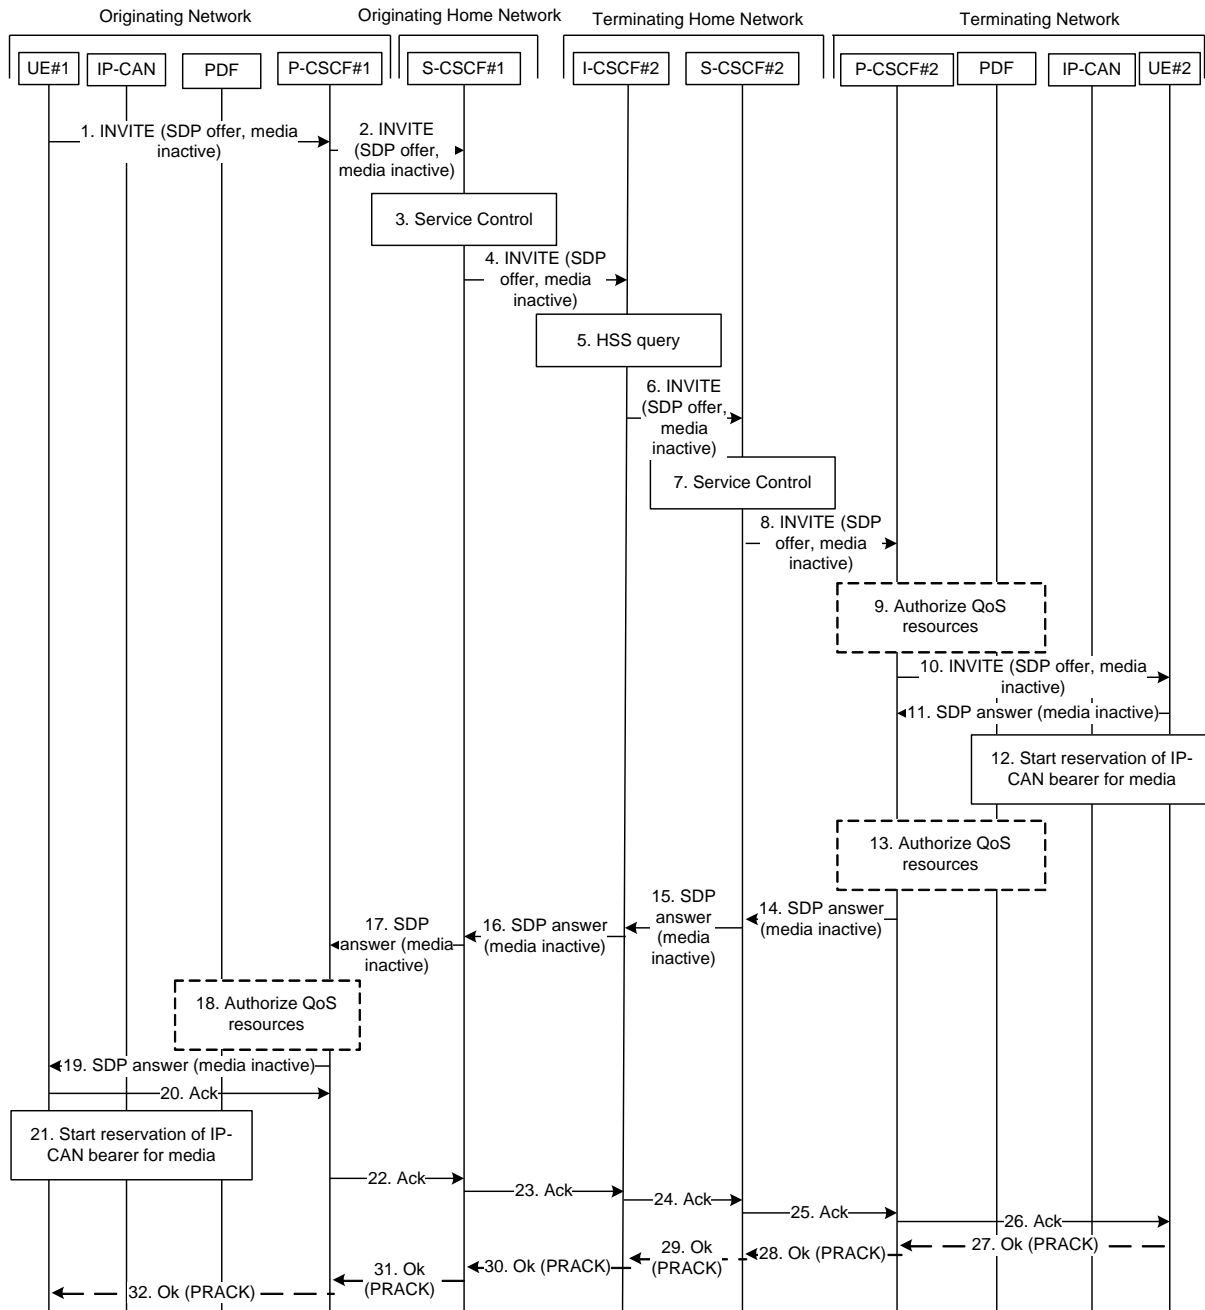 Originating Network
Originating Home Network
Terminating Home Network
Terminating Network
UE#1
IP-CAN
PDF
P-CSCF#1
S-CSCF#1
I-CSCF#2
S-CSCF#2
P-CSCF#2
PDF
IP-CAN
UE#2
1. INVITE (SDP offer, media
inactive)
2. INVITE
(SDP offer,
media inactive)
3. Service Control
4. INVITE (SDP
offer, media
inactive)
5. HSS query
6. INVITE
(SDP offer,
media
inactive)
7. Service Control
8. INVITE (SDP
offer, media
inactive)
9. Authorize QoS
resources
10. INVITE (SDP offer, media
inactive)
11. SDP answer (media inactive)
12. Start reservation of IP-
CAN bearer for media
13. Authorize QoS
resources
14. SDP answer
(media inactive)
15. SDP
answer
(media
inactive)
16. SDP answer
(media inactive)
17. SDP
answer (media
inactive)
18. Authorize QoS
resources
19. SDP answer (media inactive)
20. Ack
21. Start reservation of IP-
CAN bearer for media
22. Ack
23. Ack
24. Ack
25. Ack
26. Ack
27. Ok (PRACK)
28. Ok (PRACK)
29. Ok
(PRACK)
30. Ok (PRACK)
31. Ok
(PRACK)
32. Ok (PRACK)